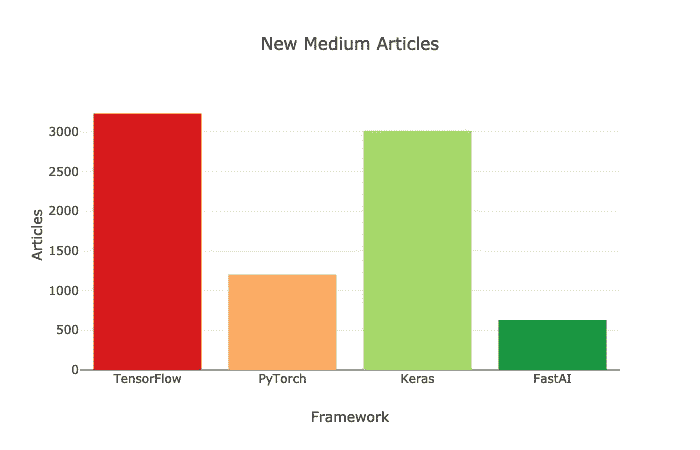 New Medium Articles
3000
2500
2000
1500
1000
500
0
Articles
TensorFlow PyTorch Keras FastAI
Framework